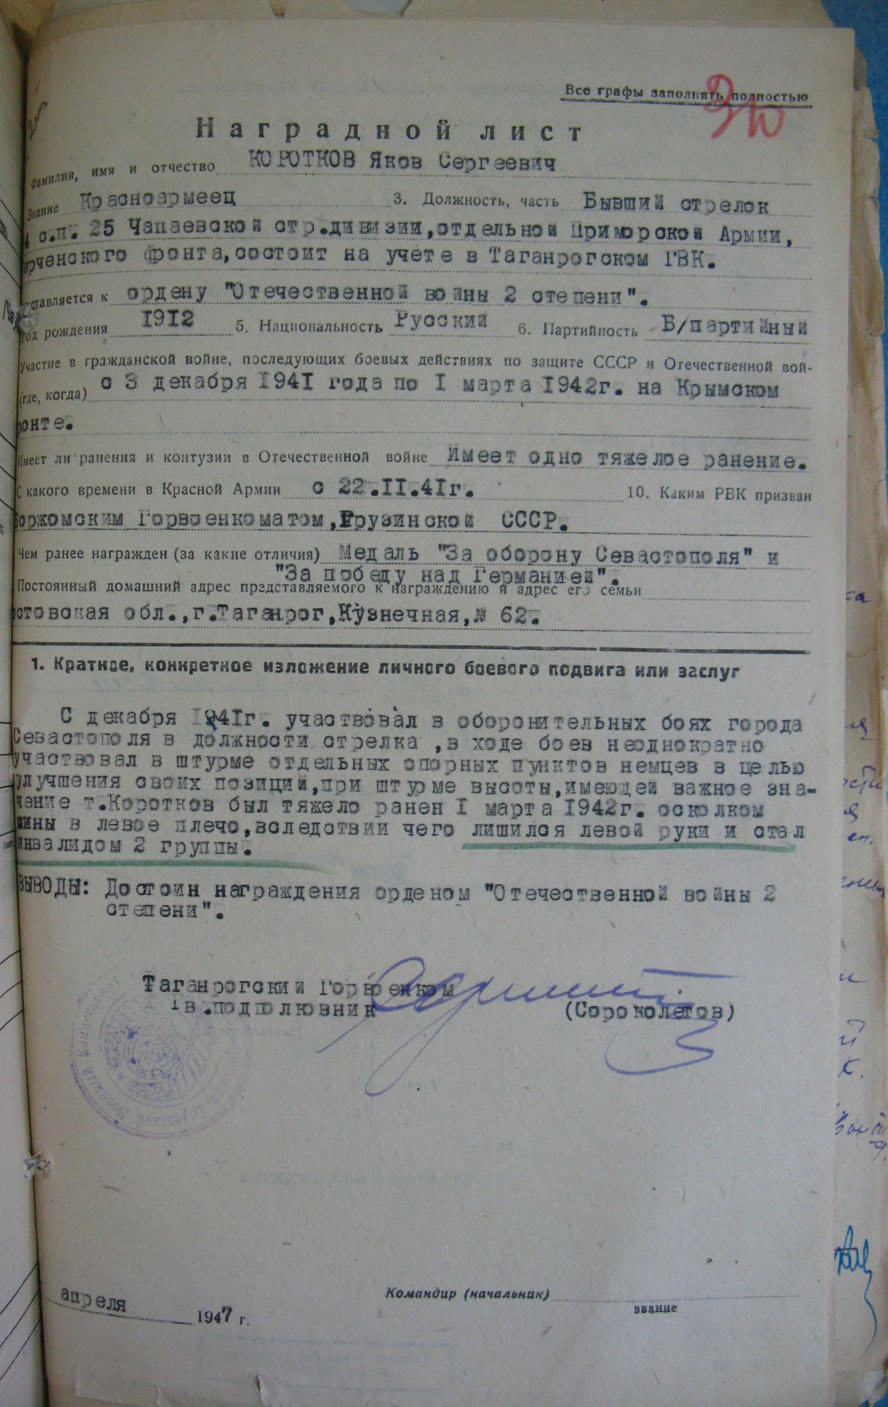 Все графы заполнять полностью
Наградной лист
Фамилия, имя и отчество КОРОТКОВ Яков Сергеевич
Звание Красноармеец 3. Должность, часть Бывший стрелок
с.п. 25 Чапаевской стр.дивизии, отдельной Приморской Армии,
рченского фронта, состоит на учете в Таганрогском ГВК.
ставляется к ордену "Отечественной войны 2 степени".
од рождения 1912 5. Национальность Русский 6. Партийность Б/партийный
Участие в гражданской войне, последующих боевых действиях по защите СССР и Отечественной вой-
(где, когда) с 3 декабря 1941 года по I марта 1942г. на Крымском
онте.
Имеет ли ранения и контузии в Отечественной войне Имеет одно тяжелое ранение.
С какого времени в Красной Армии с 22.II.41г. 10. Каким РВК призван
оржомским Горвоенкоматом, Грузинской СССР.
Чем ранее награжден (за какие отличия) Медаль "За оборону Севастополя" и
"За победу над Германией".
Постоянный домашний адрес представляемого к награждению и адрес его семьи
стовская обл., г.Таганрог, Кузнечная, № 62.
1. Краткое, конкретное изложение личного боевого подвига или заслуг
С декабря 1941г. участвовал в оборонительных боях города
Севастополя в должности стрелка ,в ходе боев неоднократно
участвовал в штурме отдельных опорных пунктов немцев в целью
улучшения своих позиций, при штурме высоты, имеющей важное зна-
чение т.Коротков был тяжело ранен I марта 1942г. осколком
мины в левое плечо, вследствии чего лишился левой руки и стал
инвалидом 2 группы.
ВЫВОДЫ: Достоин награждения орденом "Отечественной войны 2
степени".
Таганрогский Горвоенком
Гв.подполковник (Сороколетов)
апреля 1947 г.
Командир (начальник)
звание